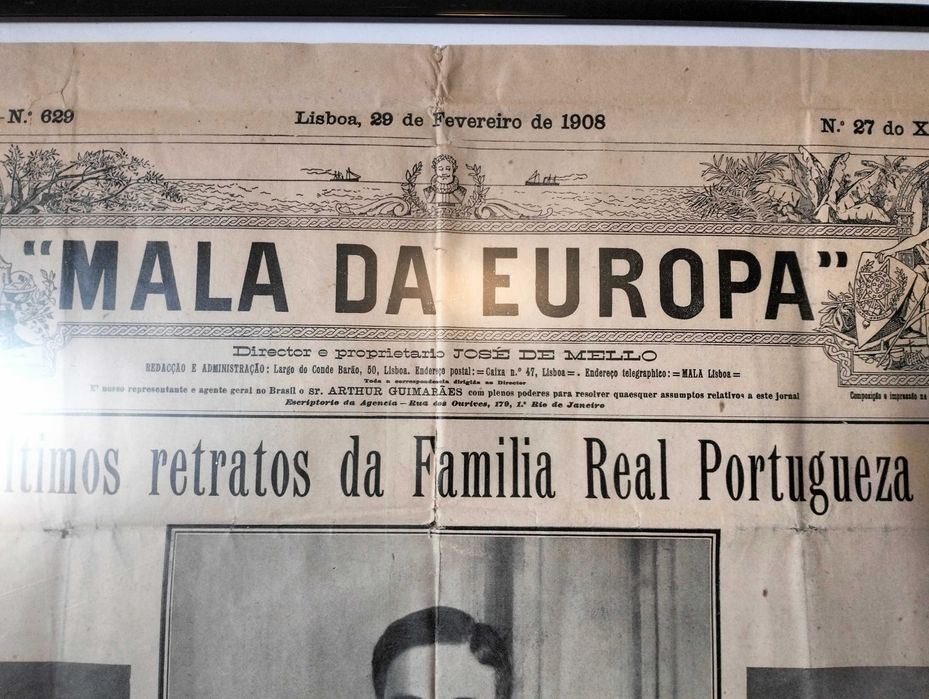 N.º 629
Lisboa, 29 de Fevereiro de 1908
N.º 27 do X
"MALA DA EUROPA"
Director e proprietario JOSÉ DE MELLO
REDACÇÃO E ADMINISTRAÇÃO: Largo do Conde Barão, 50, Lisboa. Endereço postal: = Caixa n.º 47, Lisboa = . Endereço telegraphico: = MALA Lisboa =
Toda a correspondencia dirigida ao Director
E' nosso representante e agente geral no Brasil o SR. ARTHUR GUIMARÃES com plenos poderes para resolver quaesquer assumptos relativos a este jornal
Escriptorio da Agencia — Rua dos Ourives, 179, 1.º Rio de Janeiro
Composição e impressão na
ltimos retratos da Familia Real Portugueza